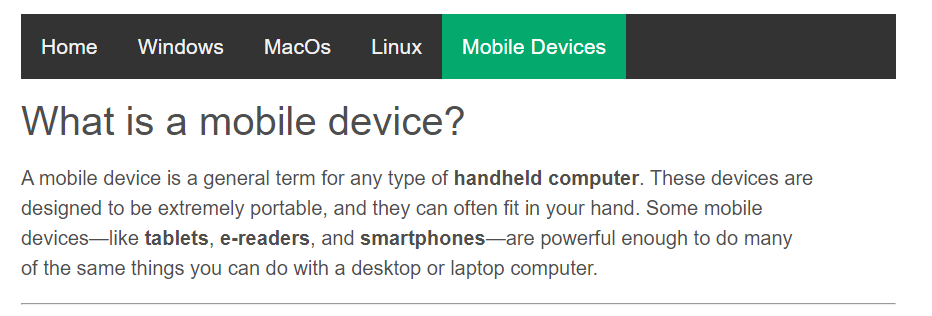 Home Windows MacOs Linux Mobile Devices
What is a mobile device?
A mobile device is a general term for any type of handheld computer. These devices are
designed to be extremely portable, and they can often fit in your hand. Some mobile
devices—like tablets, e-readers, and smartphones—are powerful enough to do many
of the same things you can do with a desktop or laptop computer.